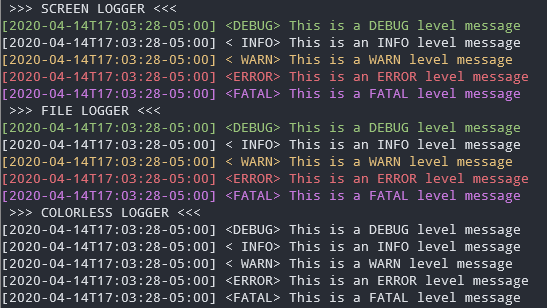 >>> SCREEN LOGGER <<<
[2020-04-14T17:03:28-05:00] <DEBUG> This is a DEBUG level message
[2020-04-14T17:03:28-05:00] < INFO> This is an INFO level message
[2020-04-14T17:03:28-05:00] < WARN> This is a WARN level message
[2020-04-14T17:03:28-05:00] <ERROR> This is an ERROR level message
[2020-04-14T17:03:28-05:00] <FATAL> This is a FATAL level message
>>> FILE LOGGER <<<
[2020-04-14T17:03:28-05:00] <DEBUG> This is a DEBUG level message
[2020-04-14T17:03:28-05:00] < INFO> This is an INFO level message
[2020-04-14T17:03:28-05:00] < WARN> This is a WARN level message
[2020-04-14T17:03:28-05:00] <ERROR> This is an ERROR level message
[2020-04-14T17:03:28-05:00] <FATAL> This is a FATAL level message
>>> COLORLESS LOGGER <<<
[2020-04-14T17:03:28-05:00] <DEBUG> This is a DEBUG level message
[2020-04-14T17:03:28-05:00] < INFO> This is an INFO level message
[2020-04-14T17:03:28-05:00] < WARN> This is a WARN level message
[2020-04-14T17:03:28-05:00] <ERROR> This is an ERROR level message
[2020-04-14T17:03:28-05:00] <FATAL> This is a FATAL level message